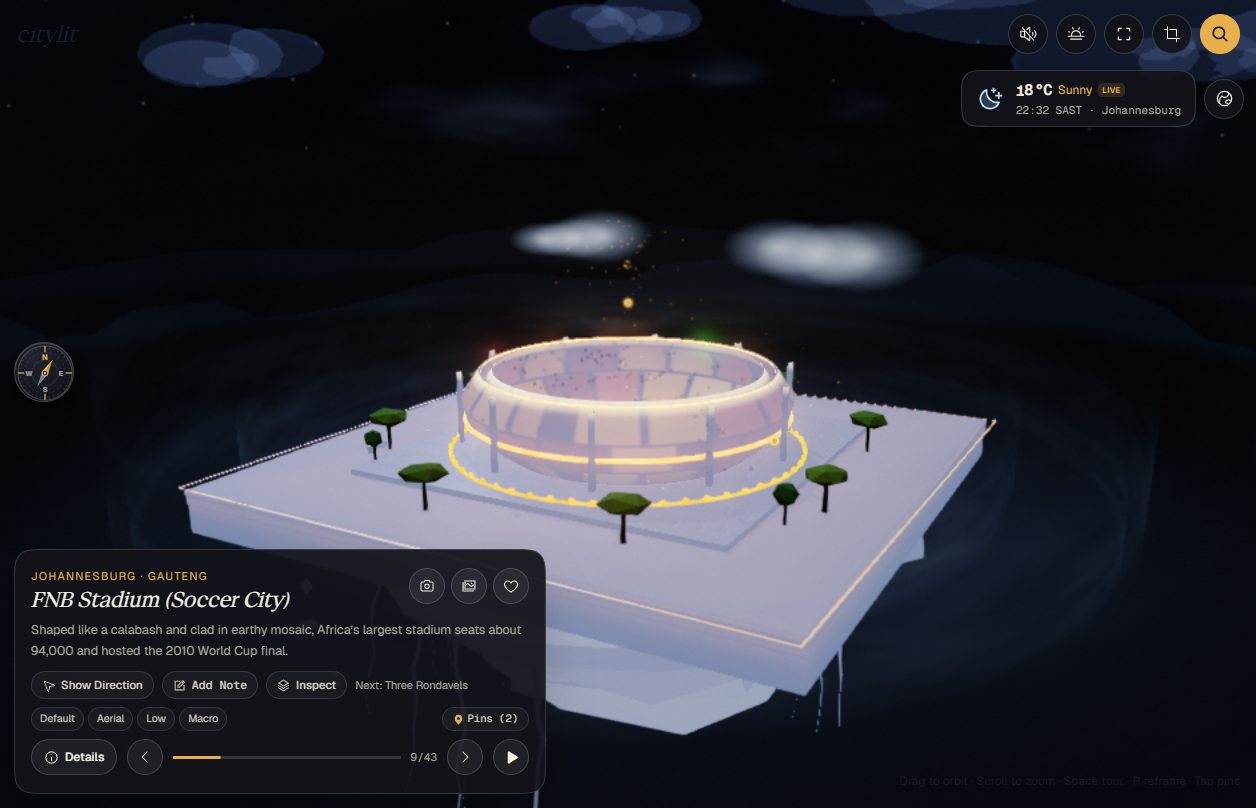 citylit
18°C Sunny LIVE
22:32 SAST · Johannesburg
N
W E
S
JOHANNESBURG · GAUTENG
FNB Stadium (Soccer City)
Shaped like a calabash and clad in earthy mosaic, Africa's largest stadium seats about
94,000 and hosted the 2010 World Cup final.
Show Direction Add Note Inspect Next: Three Rondavels
Default Aerial Low Macro Pins (2)
Details 9/43
Drag to orbit · Scroll to zoom · Space tour · R reframe · Tap pins